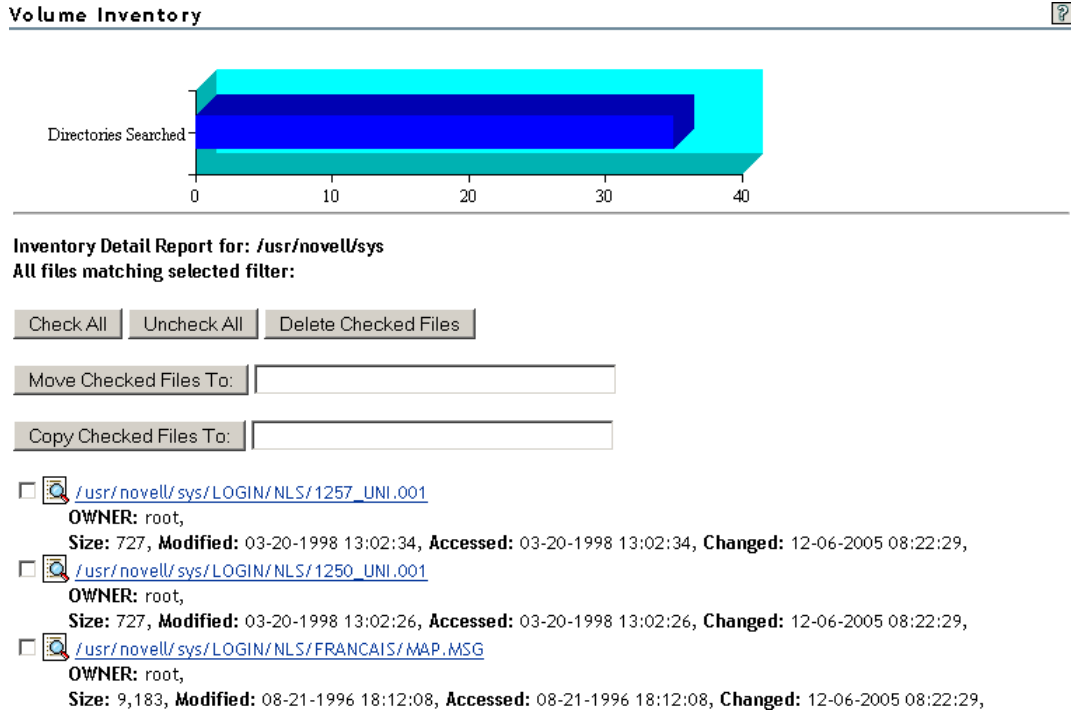 Volume Inventory
?
Directories Searched
0 10 20 30 40
Inventory Detail Report for: /usr/novell/sys
All files matching selected filter:
Check All Uncheck All Delete Checked Files
Move Checked Files To:
Copy Checked Files To:
/usr/novell/sys/LOGIN/NLS/1257_UNI.001
OWNER: root,
Size: 727, Modified: 03-20-1998 13:02:34, Accessed: 03-20-1998 13:02:34, Changed: 12-06-2005 08:22:29,
/usr/novell/sys/LOGIN/NLS/1250_UNI.001
OWNER: root,
Size: 727, Modified: 03-20-1998 13:02:26, Accessed: 03-20-1998 13:02:26, Changed: 12-06-2005 08:22:29,
/usr/novell/sys/LOGIN/NLS/FRANCAIS/MAP.MSG
OWNER: root,
Size: 9,183, Modified: 08-21-1996 18:12:08, Accessed: 08-21-1996 18:12:08, Changed: 12-06-2005 08:22:29,